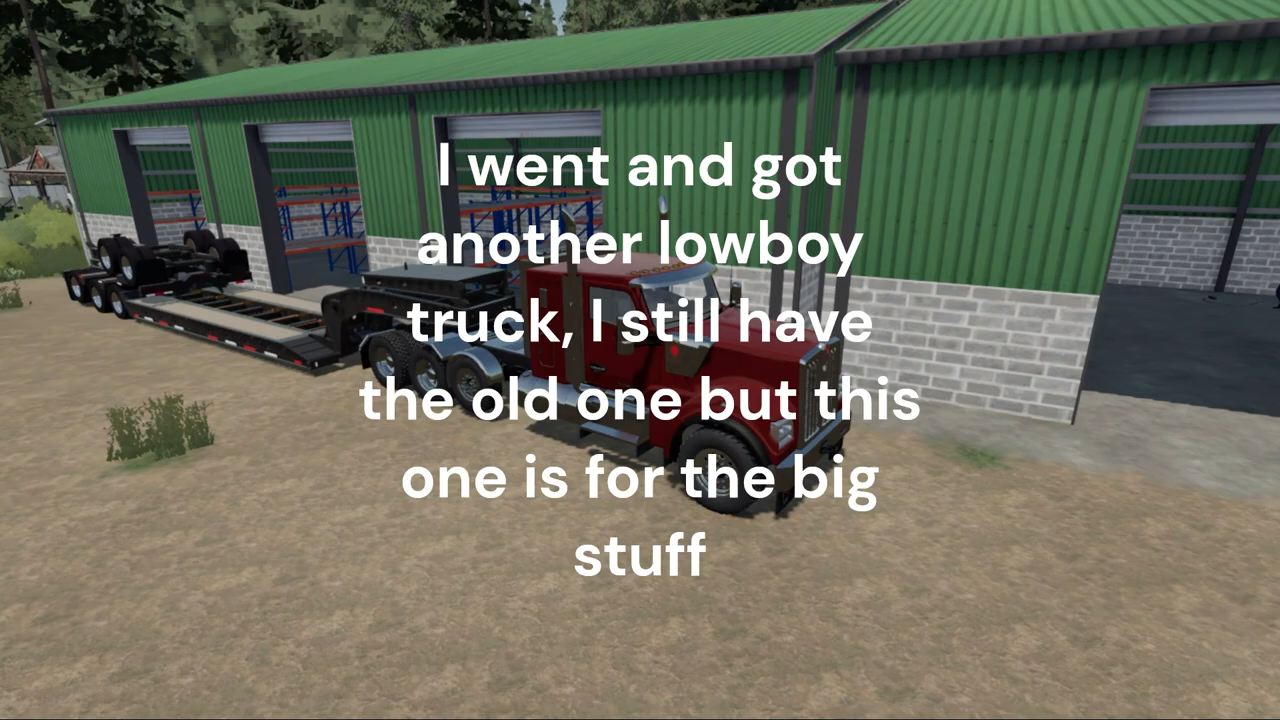 I went and got
another lowboy
truck, I still have
the old one but this
one is for the big
stuff